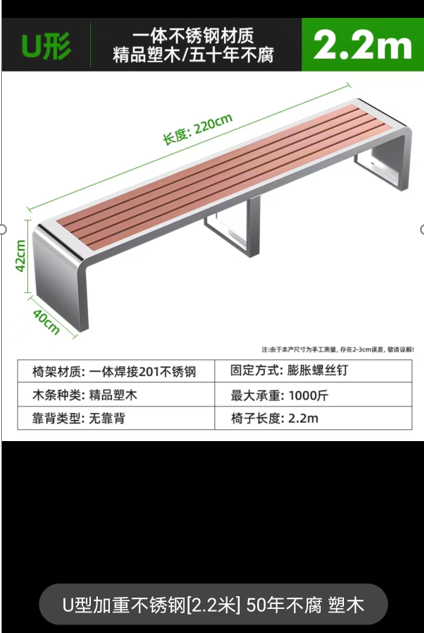 U形
一体不锈钢材质
精品塑木/五十年不腐
2.2m
长度: 220cm
42cm
40cm
注:由于本产尺寸为手工测量, 存在2-3cm误差, 敬请谅解!
椅架材质: 一体焊接201不锈钢
固定方式: 膨胀螺丝钉
木条种类: 精品塑木
最大承重: 1000斤
靠背类型: 无靠背
椅子长度: 2.2m
U型加重不锈钢[2.2米] 50年不腐 塑木